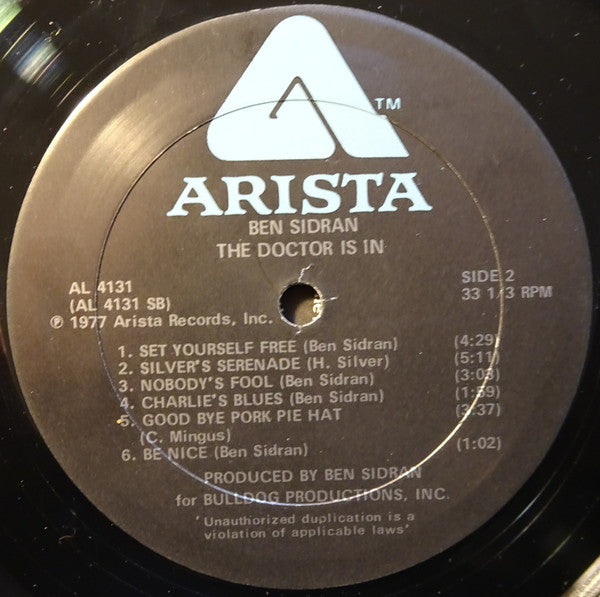 TM
ARISTA
BEN SIDRAN
THE DOCTOR IS IN
AL 4131
(AL 4131 SB)
℗ 1977 Arista Records, Inc.
SIDE 2
33 1/3 RPM
1. SET YOURSELF FREE (Ben Sidran) (4:29)
2. SILVER'S SERENADE (H. Silver) (5:11)
3. NOBODY'S FOOL (Ben Sidran) (3:03)
4. CHARLIE'S BLUES (Ben Sidran) (1:59)
5. GOOD BYE PORK PIE HAT (3:37)
(C. Mingus)
6. BE NICE (Ben Sidran) (1:02)
PRODUCED BY BEN SIDRAN
for BULLDOG PRODUCTIONS, INC.
'Unauthorized duplication is a
violation of applicable laws'